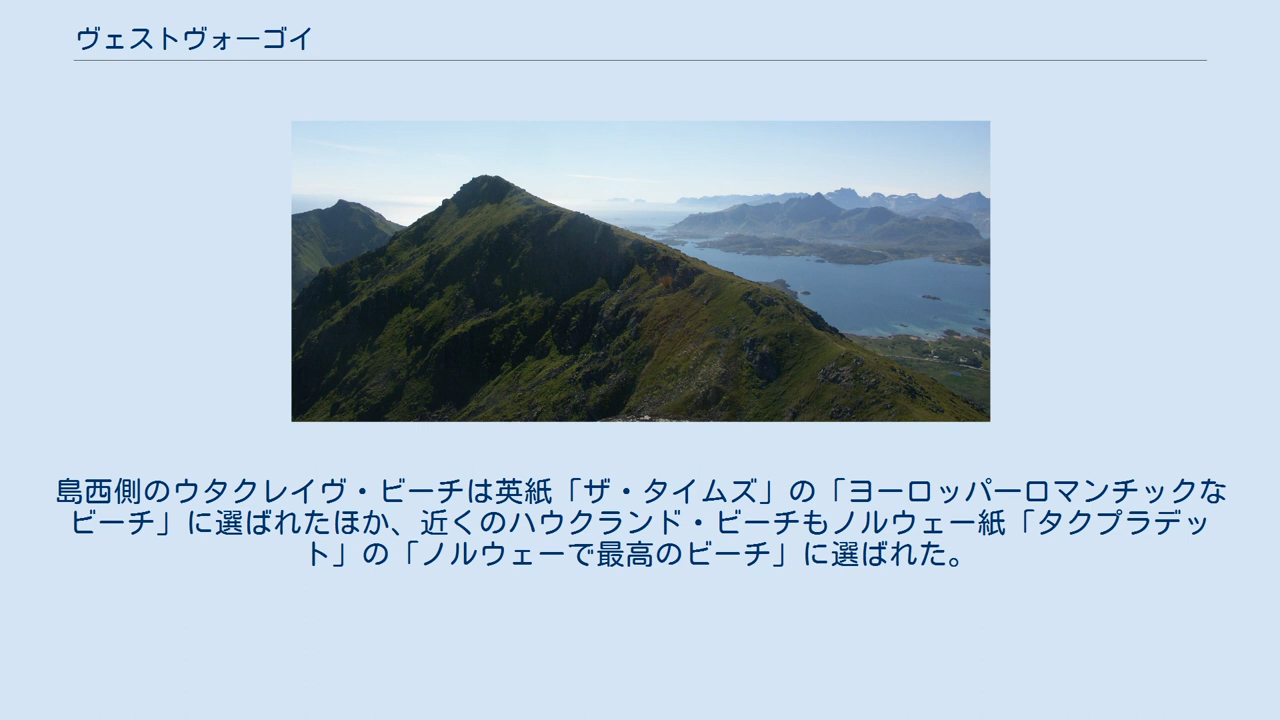 ヴェストヴォーゴイ
島西側のウタクレイヴ・ビーチは英紙「ザ・タイムズ」の「ヨーロッパーロマンチックな
ビーチ」に選ばれたほか、近くのハウクランド・ビーチもノルウェー紙「タクプラデッ
ト」の「ノルウェーで最高のビーチ」に選ばれた。